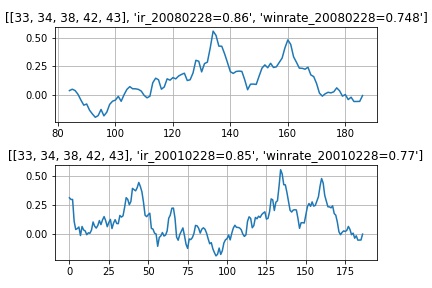 [[33, 34, 38, 42, 43], 'ir_20080228=0.86', 'winrate_20080228=0.748']
0.50
0.25
0.00
80 100 120 140 160 180
[[33, 34, 38, 42, 43], 'ir_20010228=0.85', 'winrate_20010228=0.77']
0.50
0.25
0.00
0 25 50 75 100 125 150 175